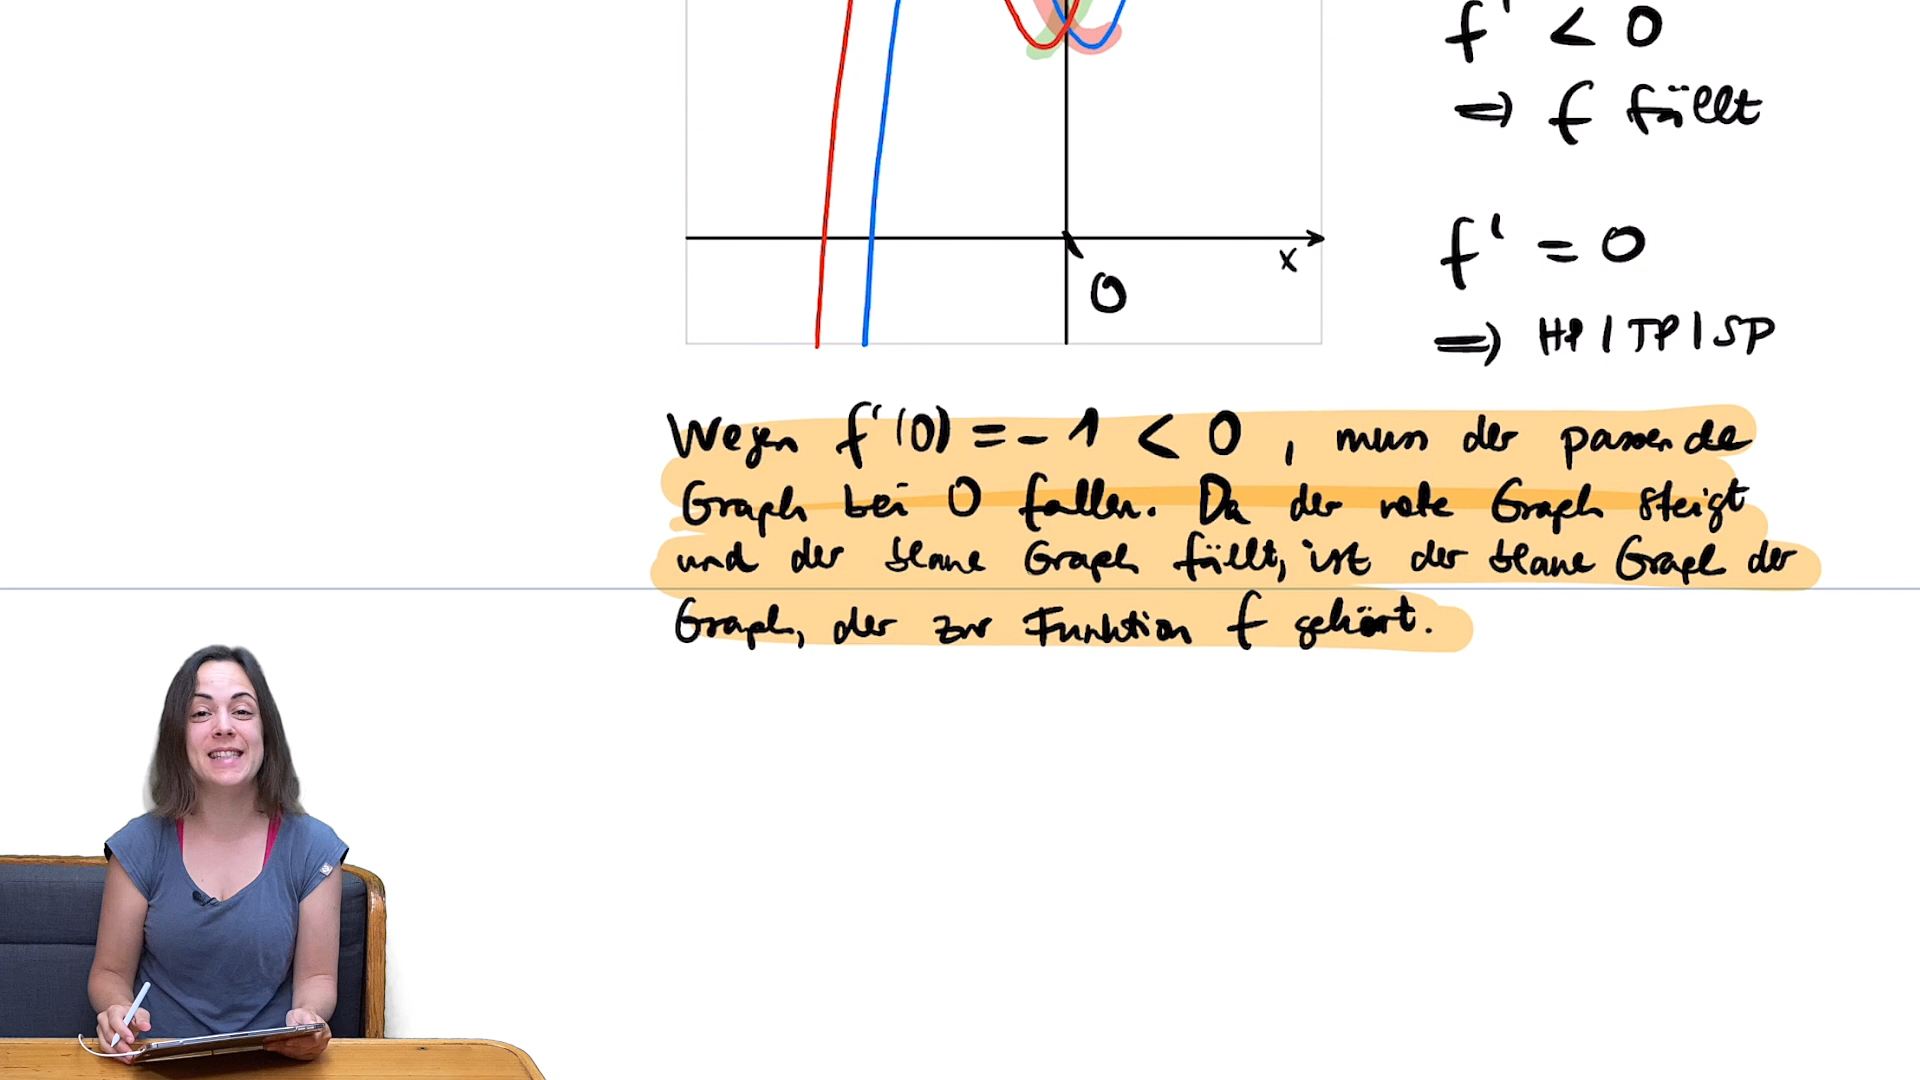 f' < 0
⇒ f fällt
x
0
f' = 0
⇒ HP | TP | SP
Wegen f'(0) = -1 < 0, muss der passende
Graph bei 0 fallen. Da der rote Graph steigt
und der blaue Graph fällt, ist der blaue Graph der
Graph, der zur Funktion f gehört.